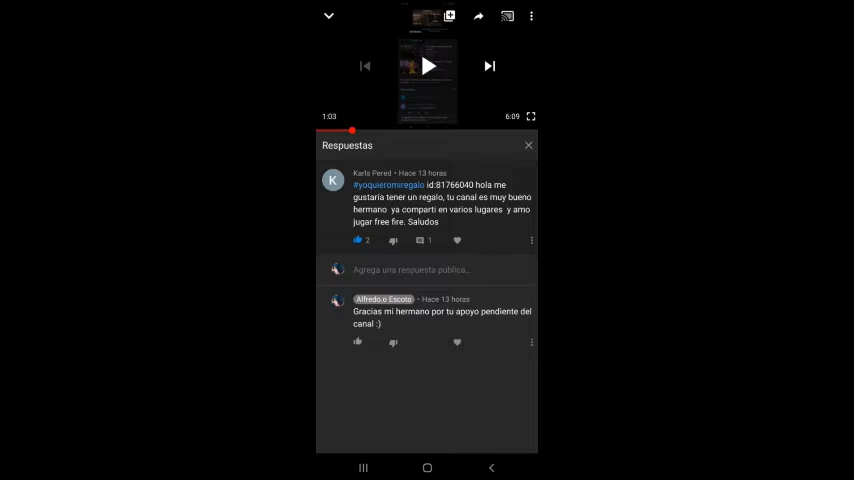 1:03
6:09
Respuestas
K
Karls Pered • Hace 13 horas
#yoquieromiregalo id:81766040 hola me
gustaría tener un regalo, tu canal es muy bueno
hermano ya comparti en varios lugares y amo
jugar free fire. Saludos
2
1
Agrega una respuesta pública...
Alfredo.o Escoto • Hace 13 horas
Gracias mi hermano por tu apoyo pendiente del
canal :)